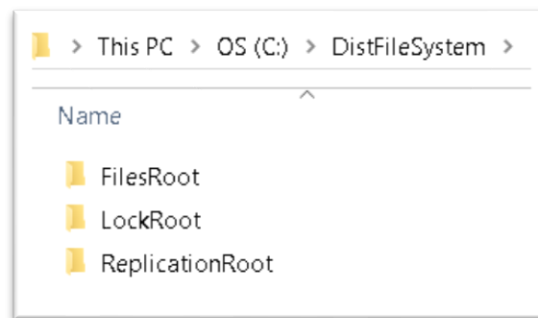 > This PC > OS (C:) > DistFileSystem >
Name
FilesRoot
LockRoot
ReplicationRoot